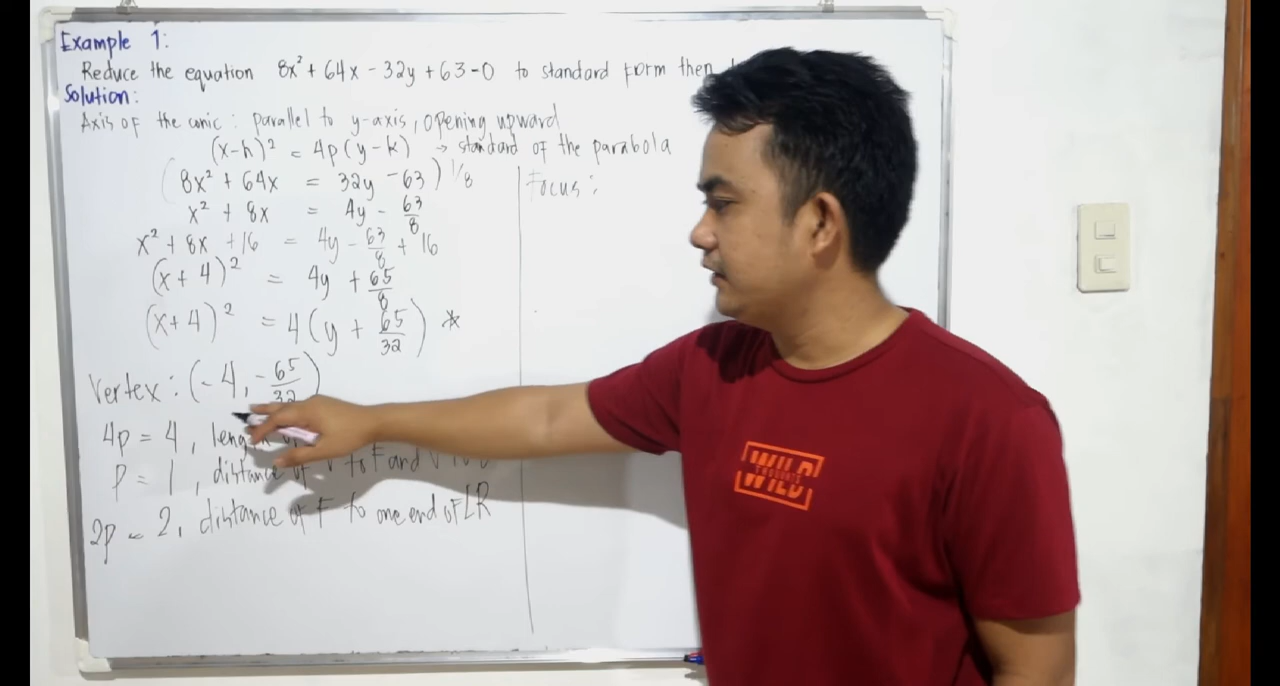 Example 1:
Reduce the equation 8x² + 64x - 32y + 63 = 0 to standard form then
Solution:
Axis of the conic : parallel to y-axis, opening upward
(x-h)² = 4p(y-k) → standard of the parabola
(8x² + 64x = 32y - 63) 1/8
x² + 8x = 4y - 63/8
x² + 8x + 16 = 4y - 63/8 + 16
(x + 4)² = 4y + 65/8
(x+4)² = 4(y + 65/32) *
Vertex : (-4, -65/32)
4p = 4, length
p = 1, distance of V to F and V to D
2p = 2, distance of F to one end of LR
Focus :
WILD
THOUGHTS
WILD